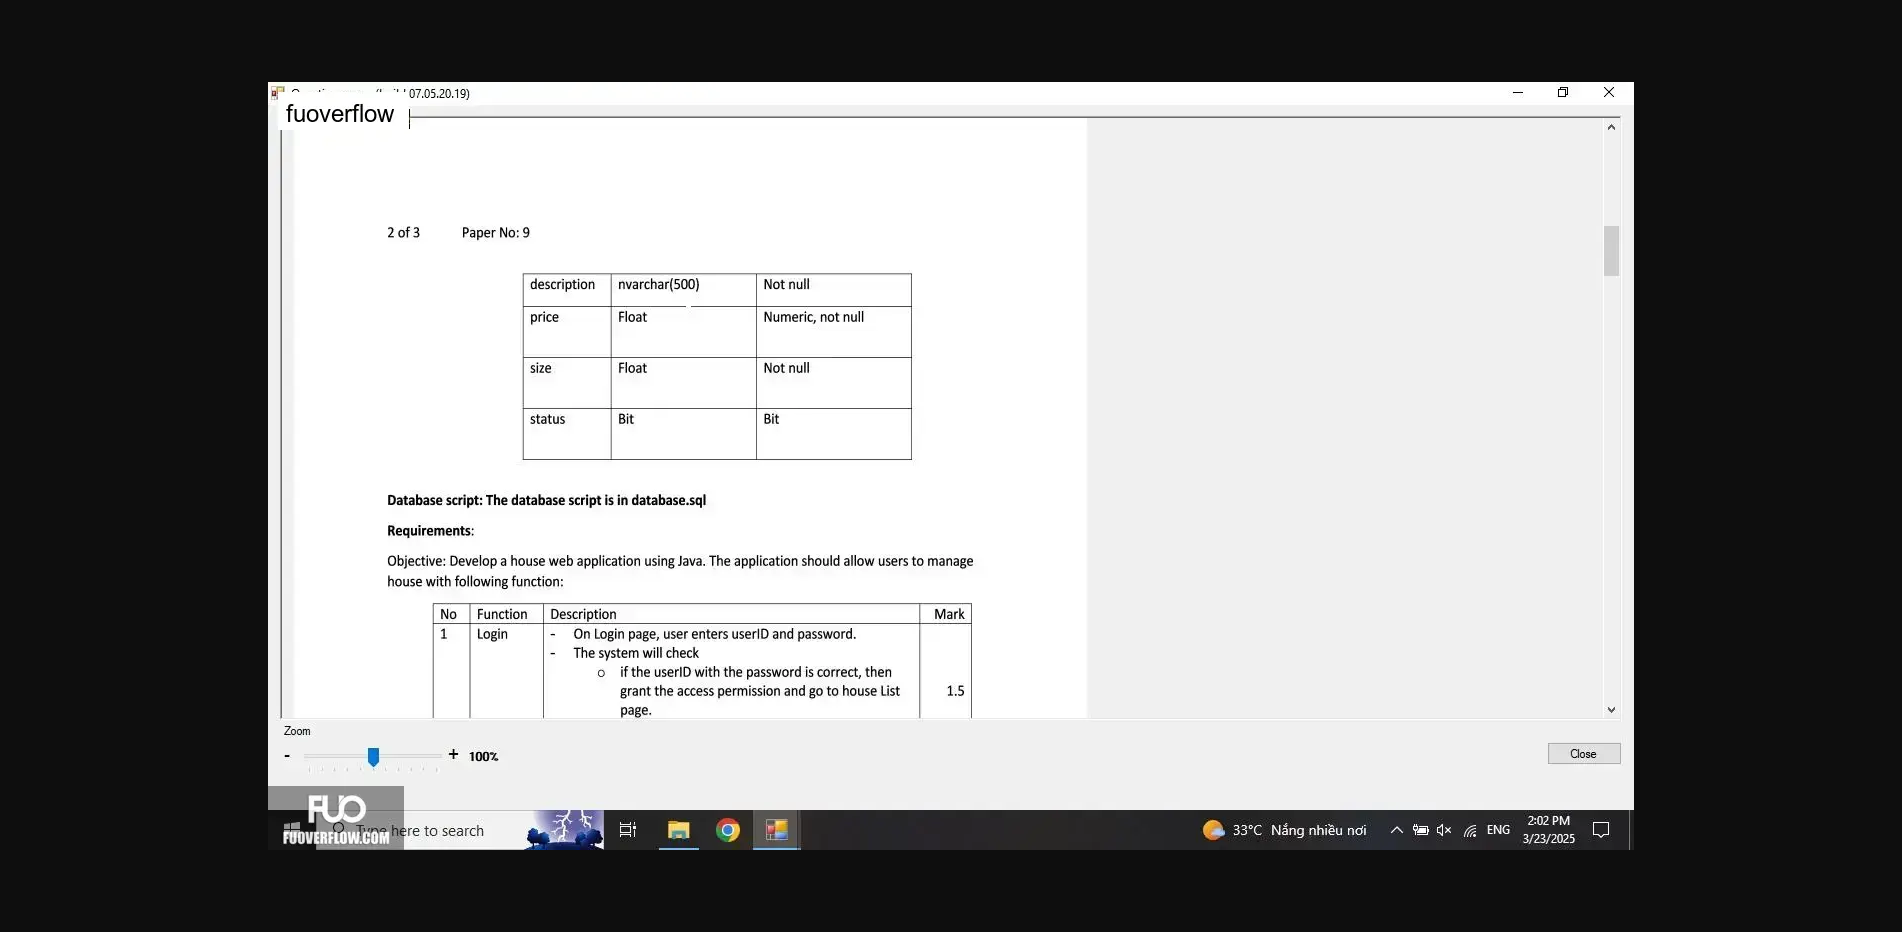 07.05.20.19)
fuoverflow
2 of 3 Paper No: 9
description nvarchar(500) Not null
price Float Numeric, not null
size Float Not null
status Bit Bit
Database script: The database script is in database.sql
Requirements:
Objective: Develop a house web application using Java. The application should allow users to manage
house with following function:
No Function Description Mark
1 Login - On Login page, user enters userID and password.
- The system will check
o if the userID with the password is correct, then
grant the access permission and go to house List 1.5
page.
Zoom
- + 100%
Close
FUO
FUOVERFLOW.COM
Type here to search
33°C Nắng nhiều nơi
ENG
2:02 PM
3/23/2025